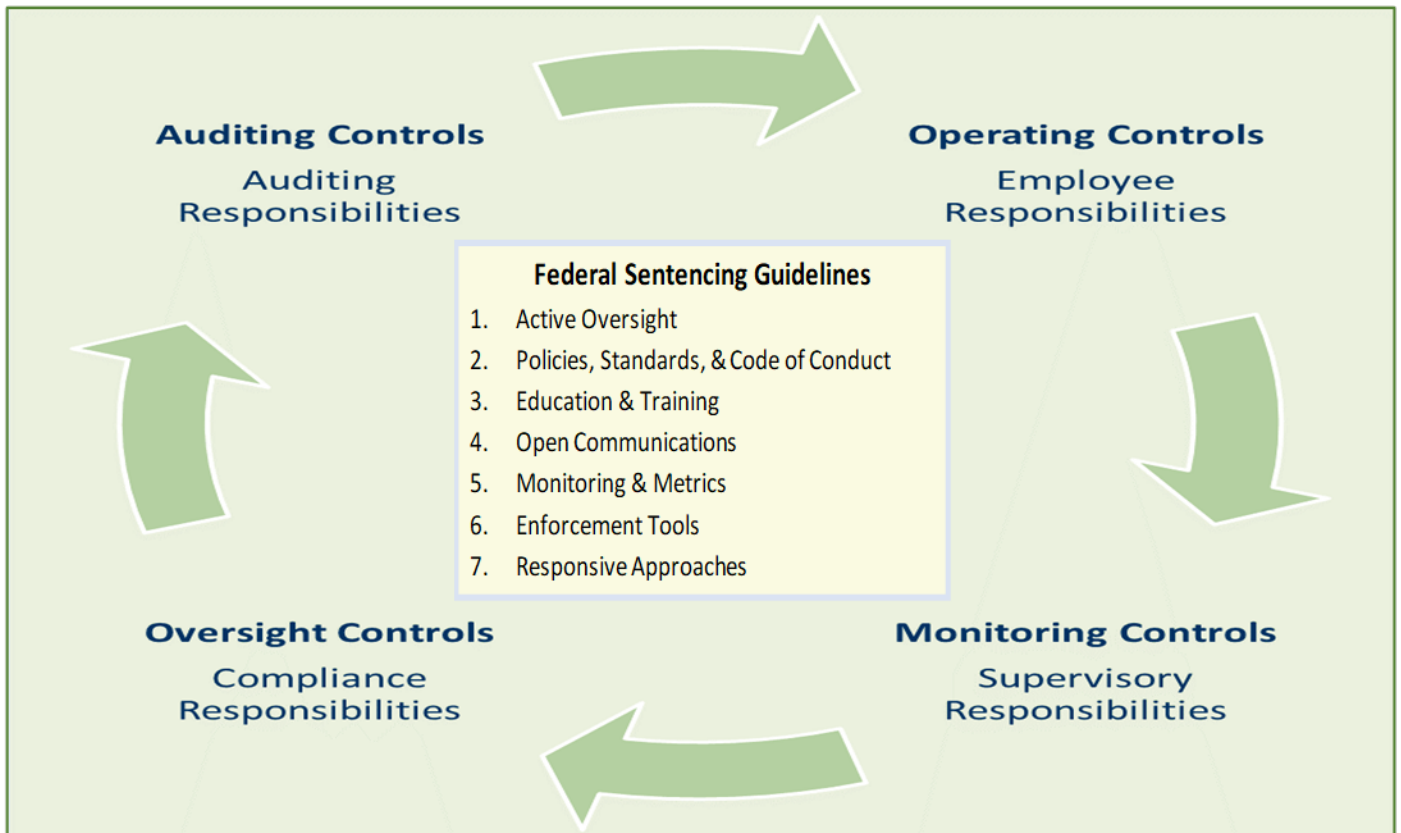 Auditing Controls
Auditing
Responsibilities
Operating Controls
Employee
Responsibilities
Federal Sentencing Guidelines
1. Active Oversight
2. Policies, Standards, & Code of Conduct
3. Education & Training
4. Open Communications
5. Monitoring & Metrics
6. Enforcement Tools
7. Responsive Approaches
Oversight Controls
Compliance
Responsibilities
Monitoring Controls
Supervisory
Responsibilities